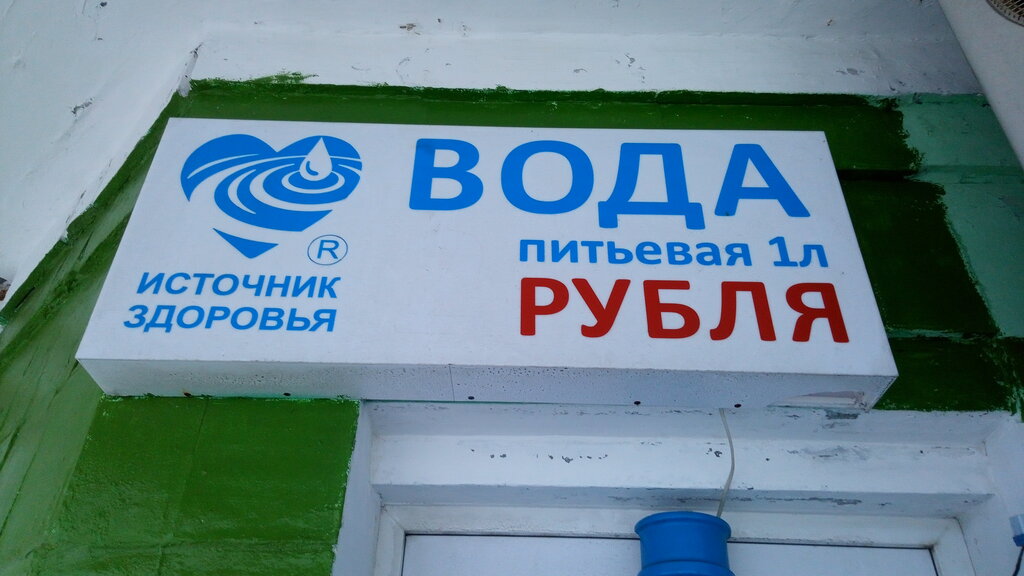 ВОДА
питьевая 1л
РУБЛЯ
®
ИСТОЧНИК
ЗДОРОВЬЯ